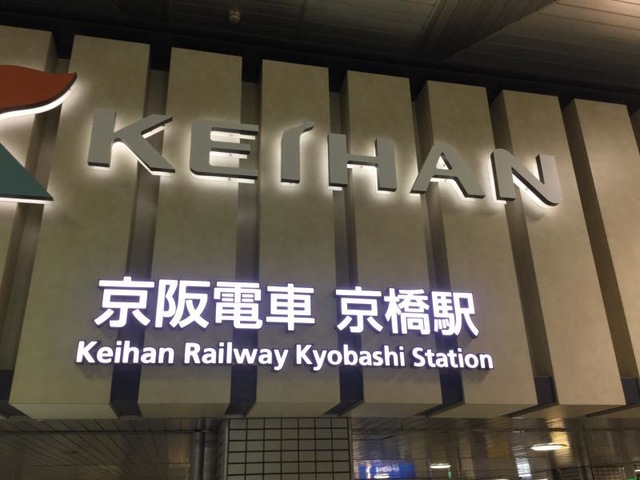 KEIHAN
京阪電車 京橋駅
Keihan Railway Kyobashi Station